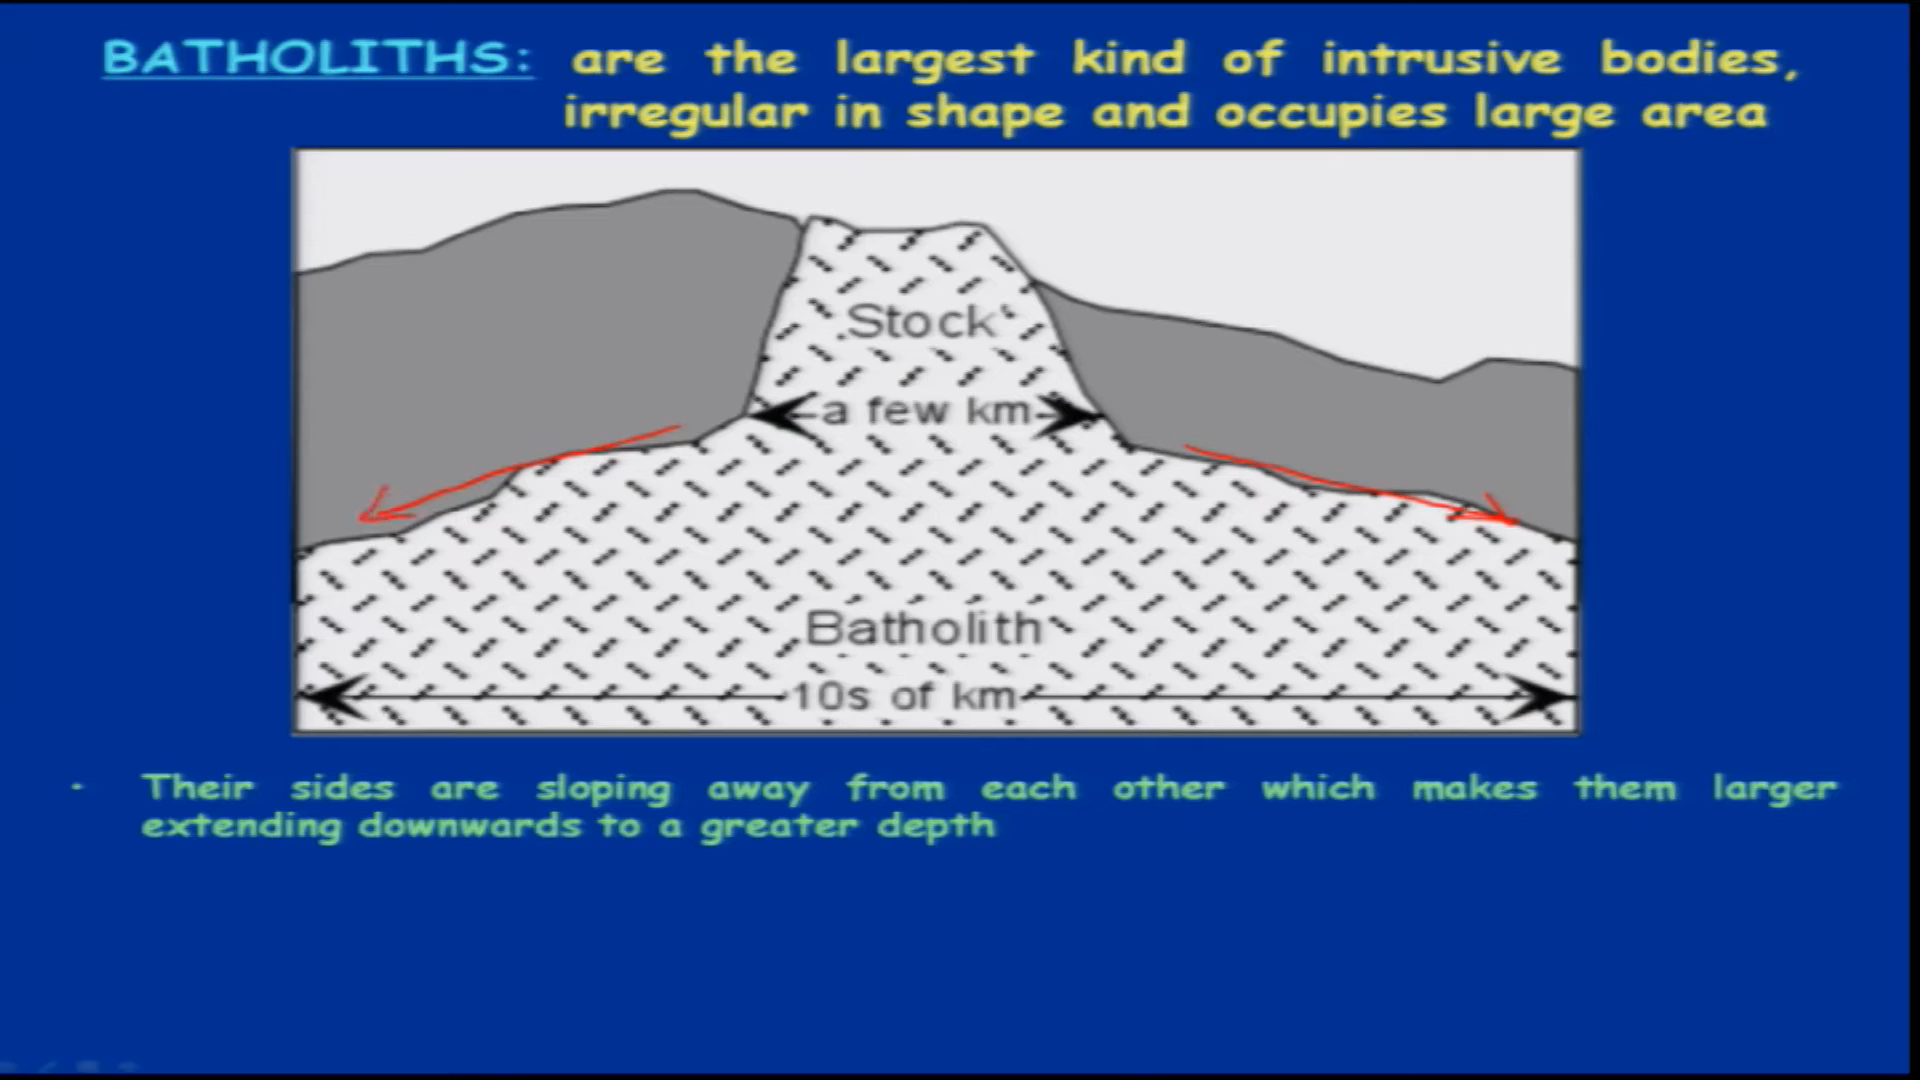 BATHOLITHS: are the largest kind of intrusive bodies,
irregular in shape and occupies large area
Stock
a few km
Batholith
10s of km
• Their sides are sloping away from each other which makes them larger
extending downwards to a greater depth